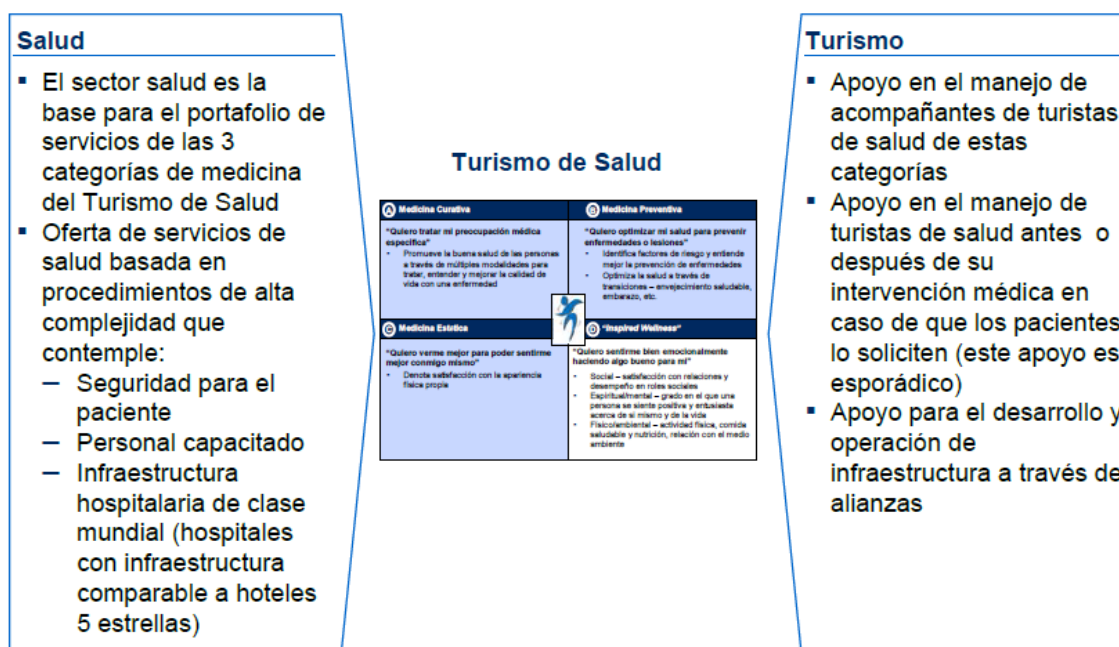 Salud
▪ El sector salud es la
base para el portafolio de
servicios de las 3
categorías de medicina
del Turismo de Salud
▪ Oferta de servicios de
salud basada en
procedimientos de alta
complejidad que
contemple:
– Seguridad para el
paciente
– Personal capacitado
– Infraestructura
hospitalaria de clase
mundial (hospitales
con infraestructura
comparable a hoteles
5 estrellas)
Turismo de Salud
A Medicina Curativa
"Quiero tratar mi preocupación médica
específica"
• Promueve la buena salud de las personas
a través de múltiples modalidades para
tratar, entender y mejorar la calidad de
vida con una enfermedad
B Medicina Preventiva
"Quiero optimizar mi salud para prevenir
enfermedades o lesiones"
• Identifica factores de riesgo y entiende
mejor la prevención de enfermedades
• Optimiza la salud a través de
transiciones – envejecimiento saludable,
embarazo, etc.
C Medicina Estética
"Quiero verme mejor para poder sentirme
mejor conmigo mismo"
• Denota satisfacción con la apariencia
física propia
D "Inspired Wellness"
"Quiero sentirme bien emocionalmente
haciendo algo bueno para mí"
• Social – satisfacción con relaciones y
desempeño en roles sociales
• Espiritual/mental – grado en el que una
persona se siente positiva y entusiasta
acerca de si mismo y de la vida
• Físico/ambiental – actividad física, comida
saludable y nutrición, relación con el medio
ambiente
Turismo
▪ Apoyo en el manejo de
acompañantes de turistas
de salud de estas
categorías
▪ Apoyo en el manejo de
turistas de salud antes o
después de su
intervención médica en
caso de que los pacientes
lo soliciten (este apoyo es
esporádico)
▪ Apoyo para el desarrollo y
operación de
infraestructura a través de
alianzas